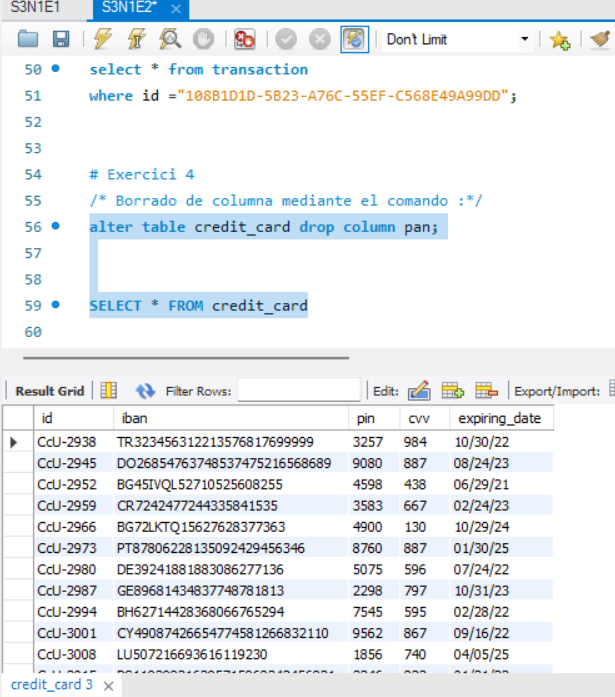 S3N1E1 S3N1E2*
Don't Limit
50 select * from transaction
51 where id ="108B1D1D-5B23-A76C-55EF-C568E49A99DD";
52
53
54 # Exercici 4
55 /* Borrado de columna mediante el comando :*/
56 alter table credit_card drop column pan;
57
58
59 SELECT * FROM credit_card
60
Result Grid Filter Rows: Edit: Export/Import:
id iban pin cvv expiring_date
CcU-2938 TR323456312213576817699999 3257 984 10/30/22
CcU-2945 DO26854763748537475216568689 9080 887 08/24/23
CcU-2952 BG45IVQL52710525608255 4598 438 06/29/21
CcU-2959 CR7242477244335841535 3583 667 02/24/23
CcU-2966 BG72LKTQ15627628377363 4900 130 10/29/24
CcU-2973 PT87806228135092429456346 8760 887 01/30/25
CcU-2980 DE39241881883086277136 5075 596 07/24/22
CcU-2987 GE89681434837748781813 2298 797 10/31/23
CcU-2994 BH62714428368066765294 7545 595 02/28/22
CcU-3001 CY49087426654774581266832110 9562 867 09/16/22
CcU-3008 LU507216693616119230 1856 740 04/05/25
credit_card 3